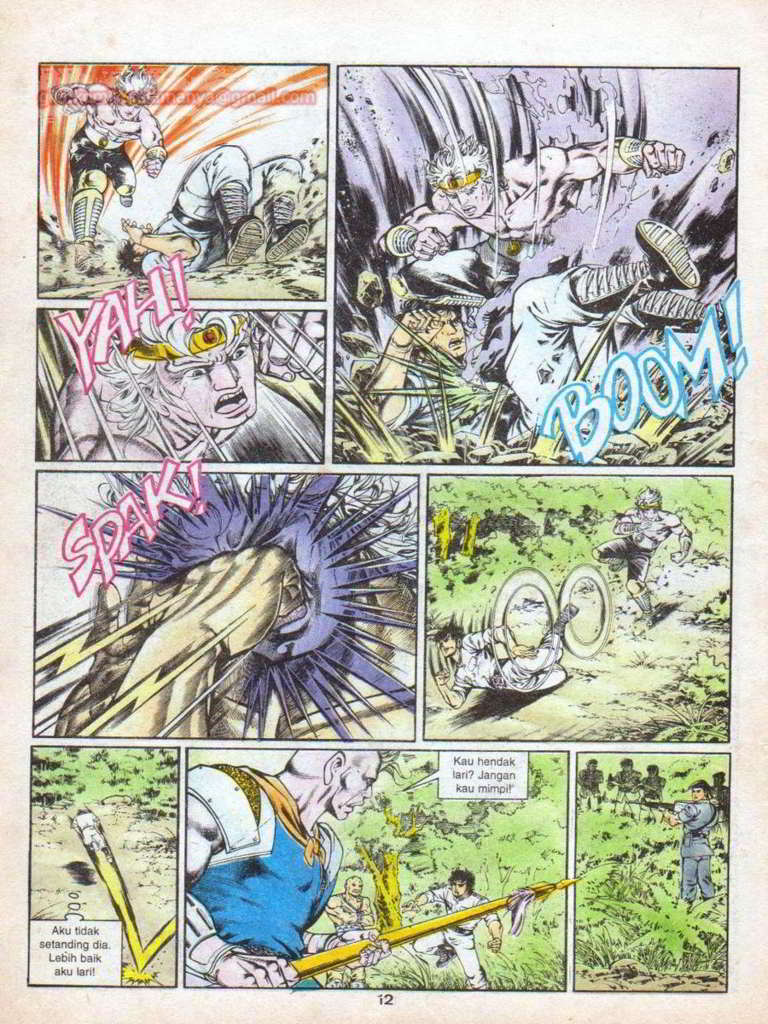 YAH!
BOOM!
SPAK!
Aku tidak
setanding dia.
Lebih baik
aku lari!
Kau hendak
lari? Jangan
kau mimpi!
12